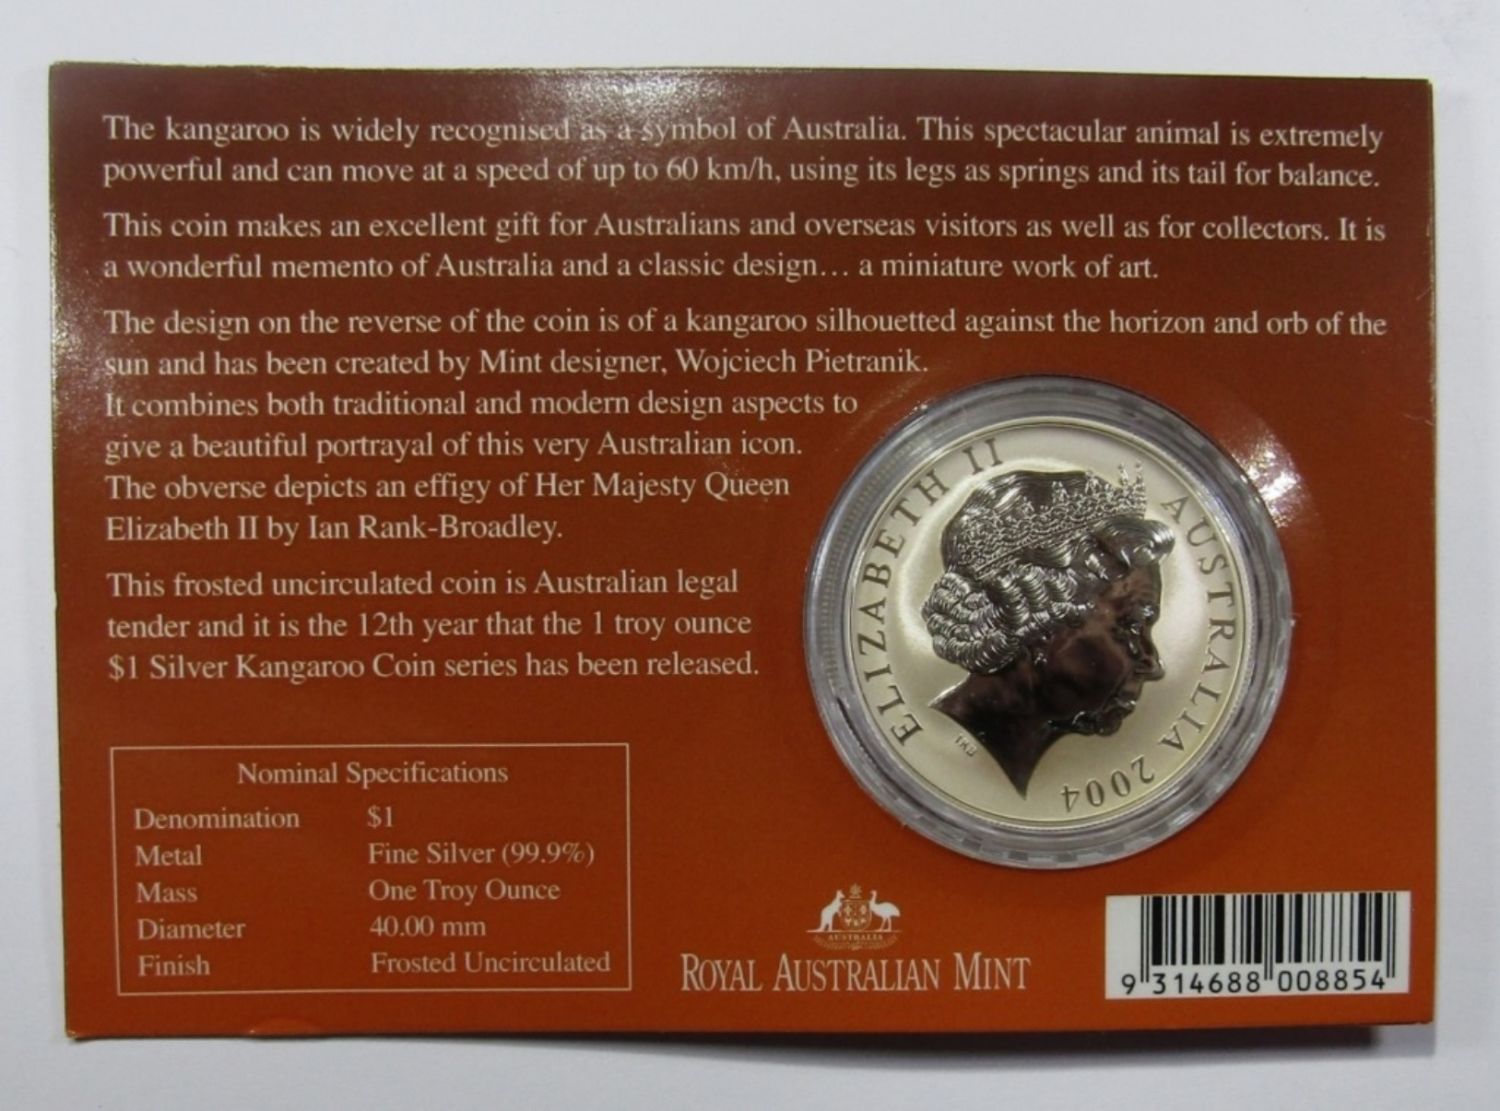 The kangaroo is widely recognised as a symbol of Australia. This spectacular animal is extremely
powerful and can move at a speed of up to 60 km/h, using its legs as springs and its tail for balance.
This coin makes an excellent gift for Australians and overseas visitors as well as for collectors. It is
a wonderful memento of Australia and a classic design... a miniature work of art.
The design on the reverse of the coin is of a kangaroo silhouetted against the horizon and orb of the
sun and has been created by Mint designer, Wojciech Pietranik.
It combines both traditional and modern design aspects to
give a beautiful portrayal of this very Australian icon.
The obverse depicts an effigy of Her Majesty Queen
Elizabeth II by Ian Rank-Broadley.
This frosted uncirculated coin is Australian legal
tender and it is the 12th year that the 1 troy ounce
$1 Silver Kangaroo Coin series has been released.
ELIZABETH II AUSTRALIA 2004
IRB
Nominal Specifications
Denomination $1
Metal Fine Silver (99.9%)
Mass One Troy Ounce
Diameter 40.00 mm
Finish Frosted Uncirculated
AUSTRALIA
ROYAL AUSTRALIAN MINT
9 314688 008854